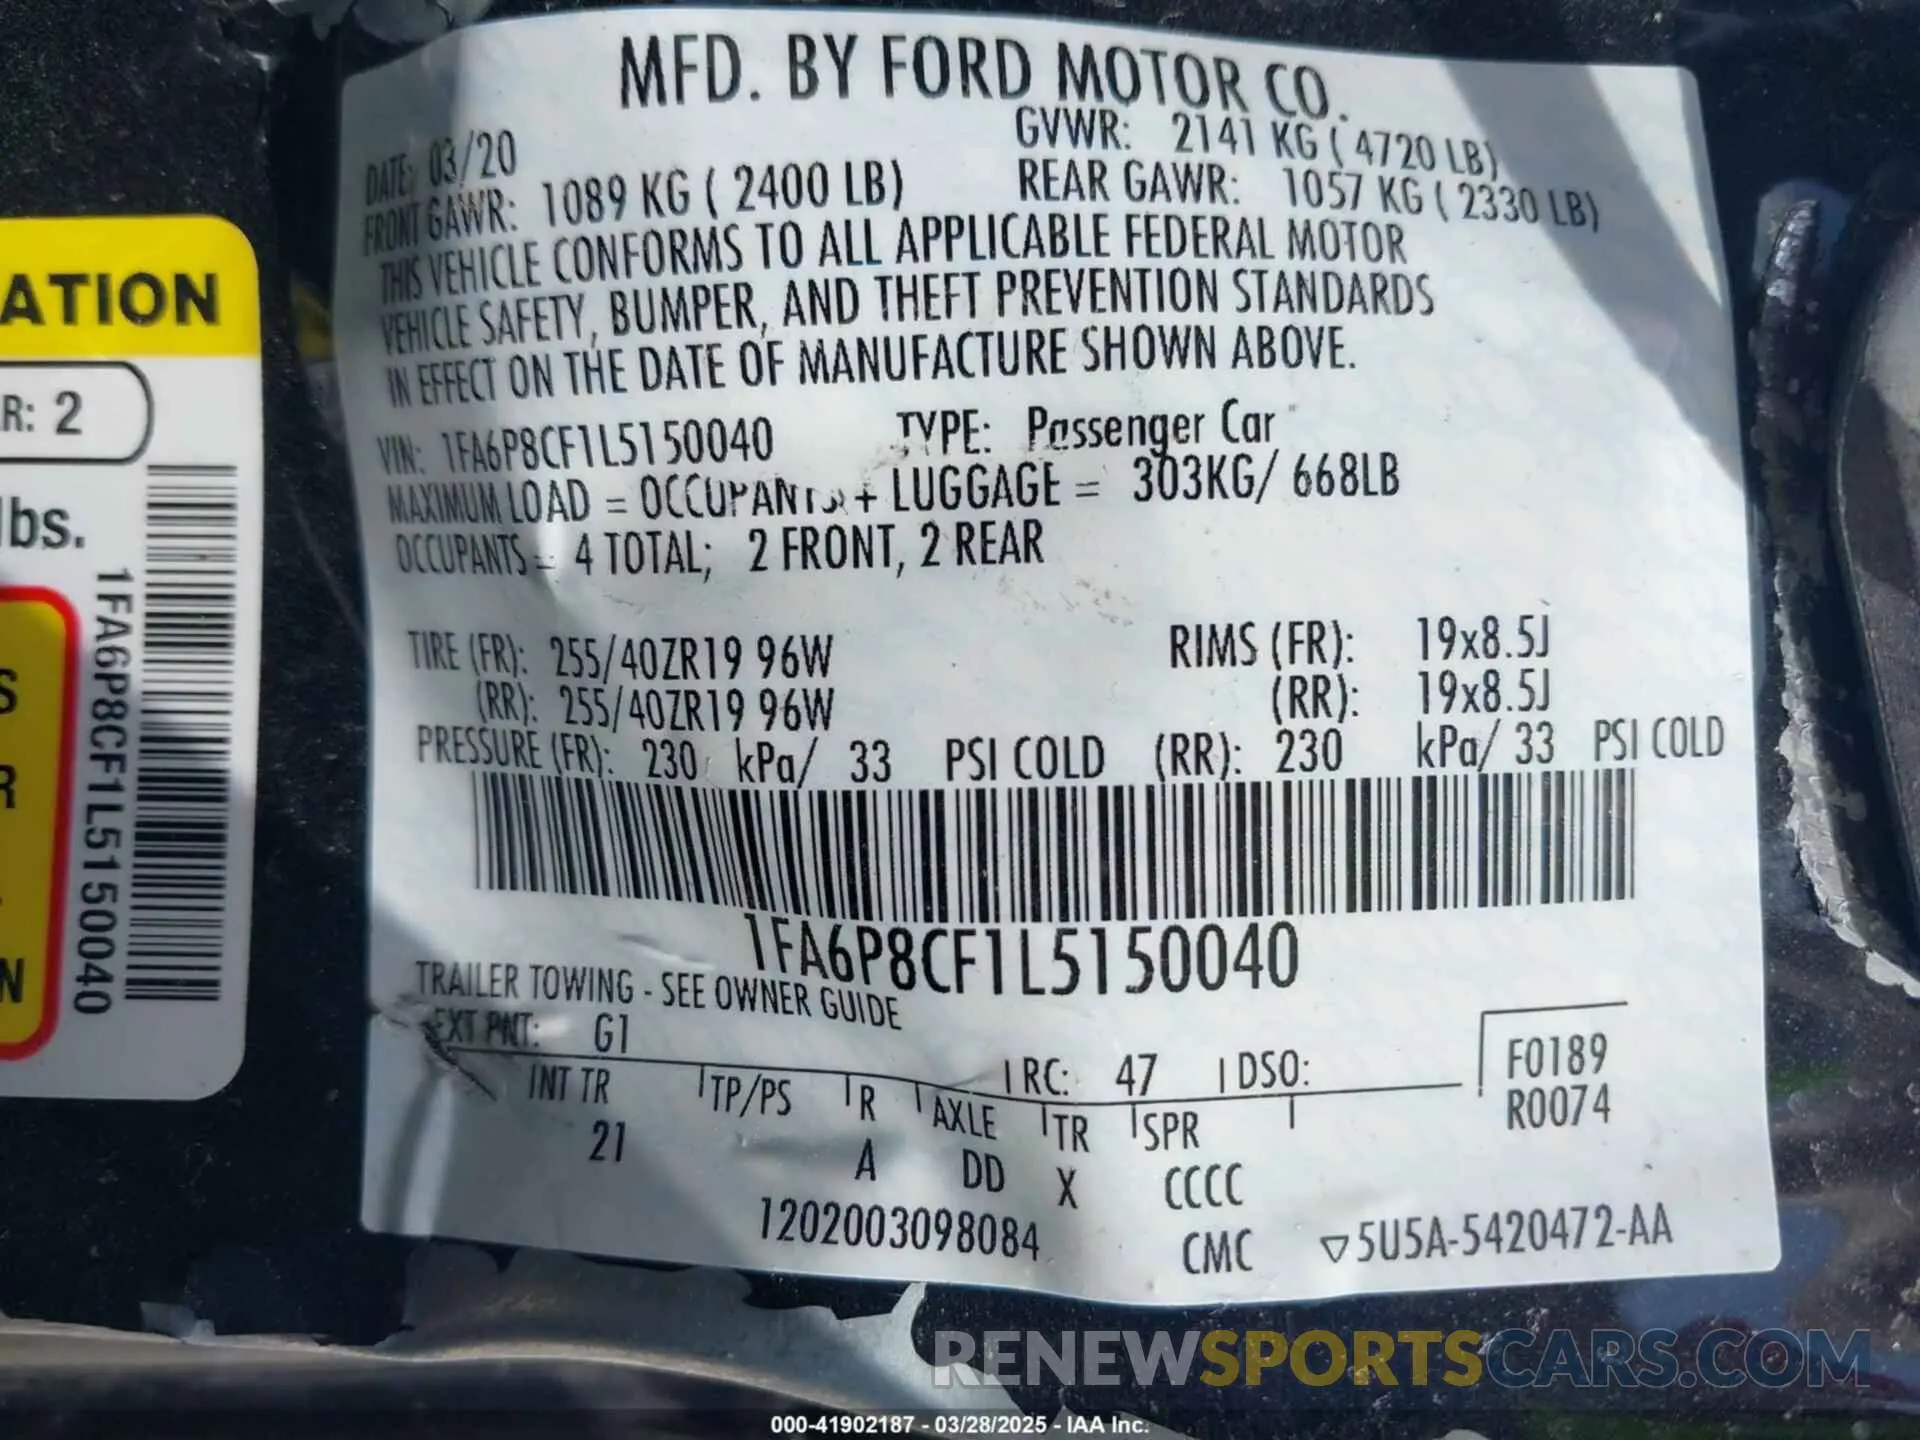 MFD. BY FORD MOTOR CO.
DATE: 03/20 GVWR: 2141 KG ( 4720 LB)
FRONT GAWR: 1089 KG ( 2400 LB) REAR GAWR: 1057 KG ( 2330 LB)
THIS VEHICLE CONFORMS TO ALL APPLICABLE FEDERAL MOTOR
VEHICLE SAFETY, BUMPER, AND THEFT PREVENTION STANDARDS
IN EFFECT ON THE DATE OF MANUFACTURE SHOWN ABOVE.
VIN: 1FA6P8CF1L5150040 TYPE: Passenger Car
MAXIMUM LOAD = OCCUPANTS + LUGGAGE = 303KG/ 668LB
OCCUPANTS = 4 TOTAL; 2 FRONT, 2 REAR
TIRE (FR): 255/40ZR19 96W RIMS (FR): 19x8.5J
(RR): 255/40ZR19 96W (RR): 19x8.5J
PRESSURE (FR): 230 kPa/ 33 PSI COLD (RR): 230 kPa/ 33 PSI COLD
1FA6P8CF1L5150040
TRAILER TOWING - SEE OWNER GUIDE
EXT PNT: G1 RC: 47 DSO: F0189
INT TR TP/PS R AXLE TR SPR R0074
21 A DD X CCCC
1202003098084 CMC 5U5A-5420472-AA
ATION
R: 2
lbs.
1FA6P8CF1L5150040
S
R
N
RENEWSPORTSCARS.COM
000-41902187 - 03/28/2025 - IAA Inc.